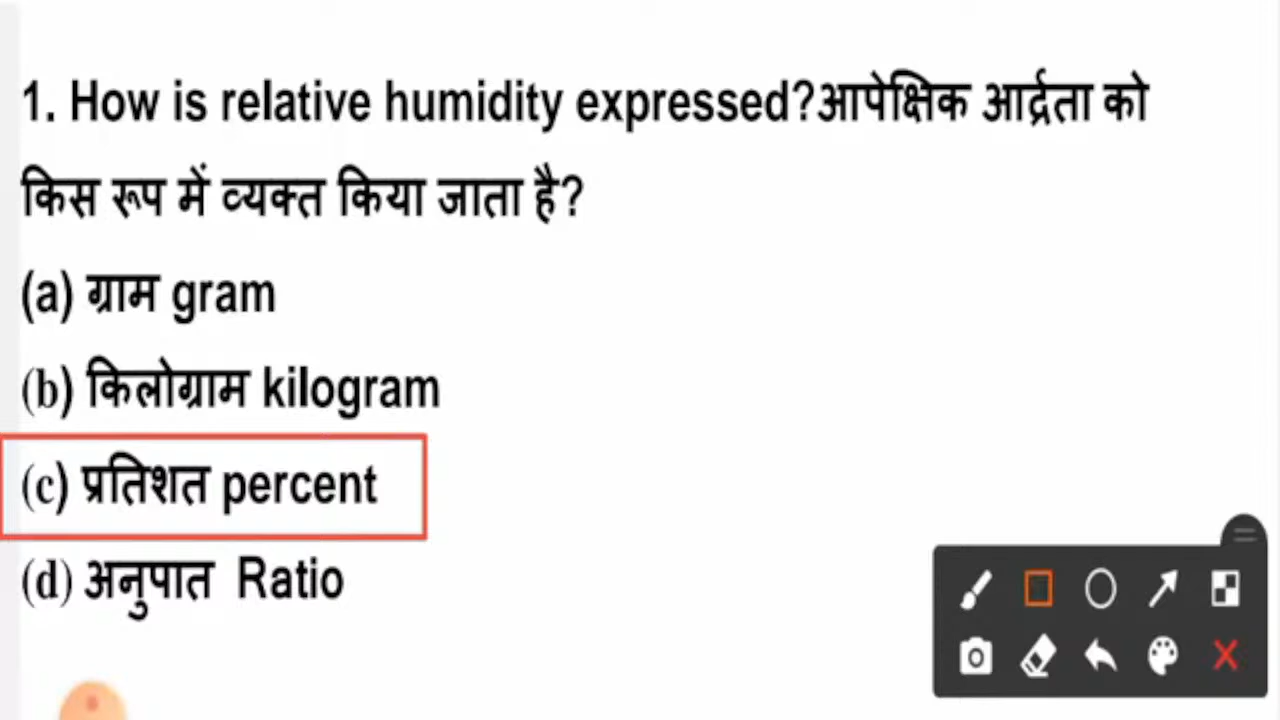 1. How is relative humidity expressed?आपेक्षिक आर्द्रता को
किस रूप में व्यक्त किया जाता है?
(a) ग्राम gram
(b) किलोग्राम kilogram
(c) प्रतिशत percent
(d) अनुपात Ratio